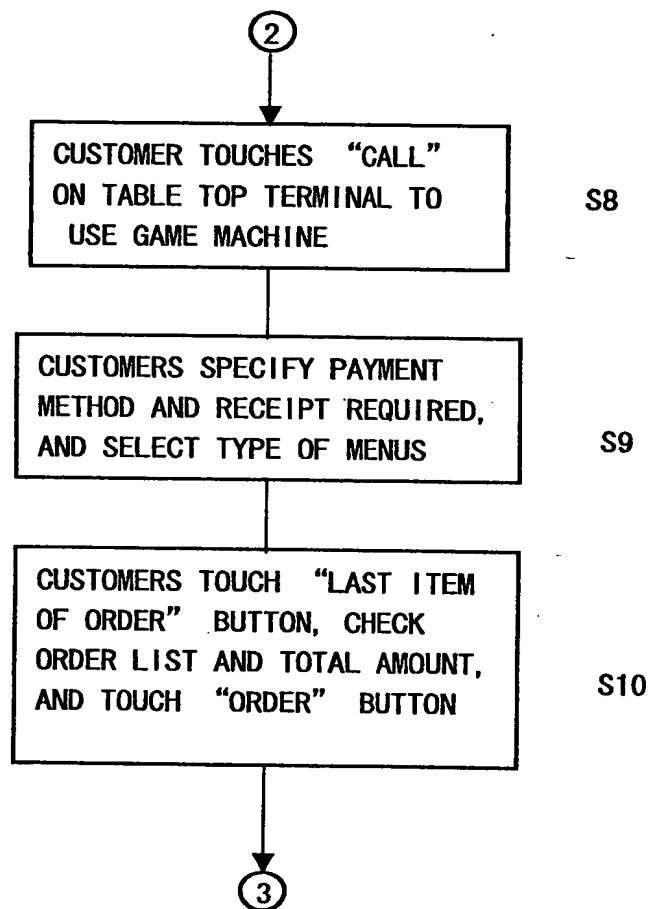 2
CUSTOMER TOUCHES “CALL”
ON TABLE TOP TERMINAL TO
USE GAME MACHINE
S8
CUSTOMERS SPECIFY PAYMENT
METHOD AND RECEIPT REQUIRED,
AND SELECT TYPE OF MENUS
S9
CUSTOMERS TOUCH “LAST ITEM
OF ORDER” BUTTON, CHECK
ORDER LIST AND TOTAL AMOUNT,
AND TOUCH “ORDER” BUTTON
S10
3